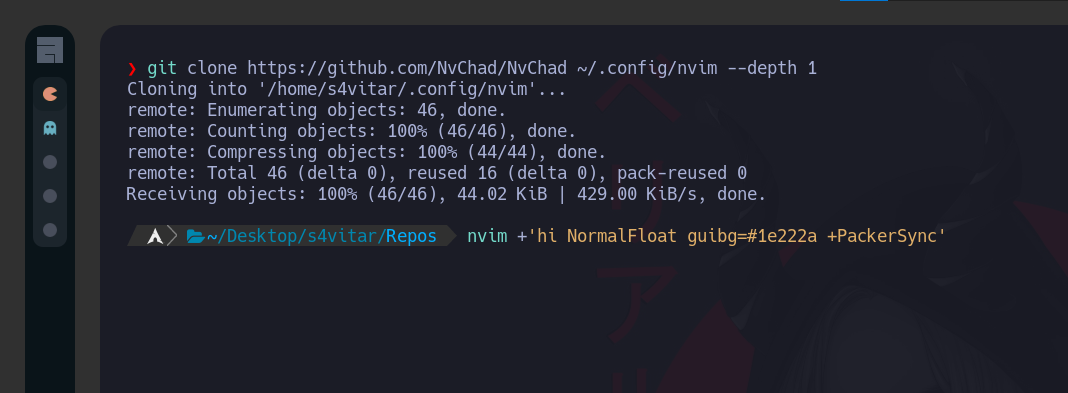 ❯ git clone https://github.com/NvChad/NvChad ~/.config/nvim --depth 1
Cloning into '/home/s4vitar/.config/nvim'...
remote: Enumerating objects: 46, done.
remote: Counting objects: 100% (46/46), done.
remote: Compressing objects: 100% (44/44), done.
remote: Total 46 (delta 0), reused 16 (delta 0), pack-reused 0
Receiving objects: 100% (46/46), 44.02 KiB | 429.00 KiB/s, done.
~/Desktop/s4vitar/Repos nvim +'hi NormalFloat guibg=#1e222a +PackerSync'